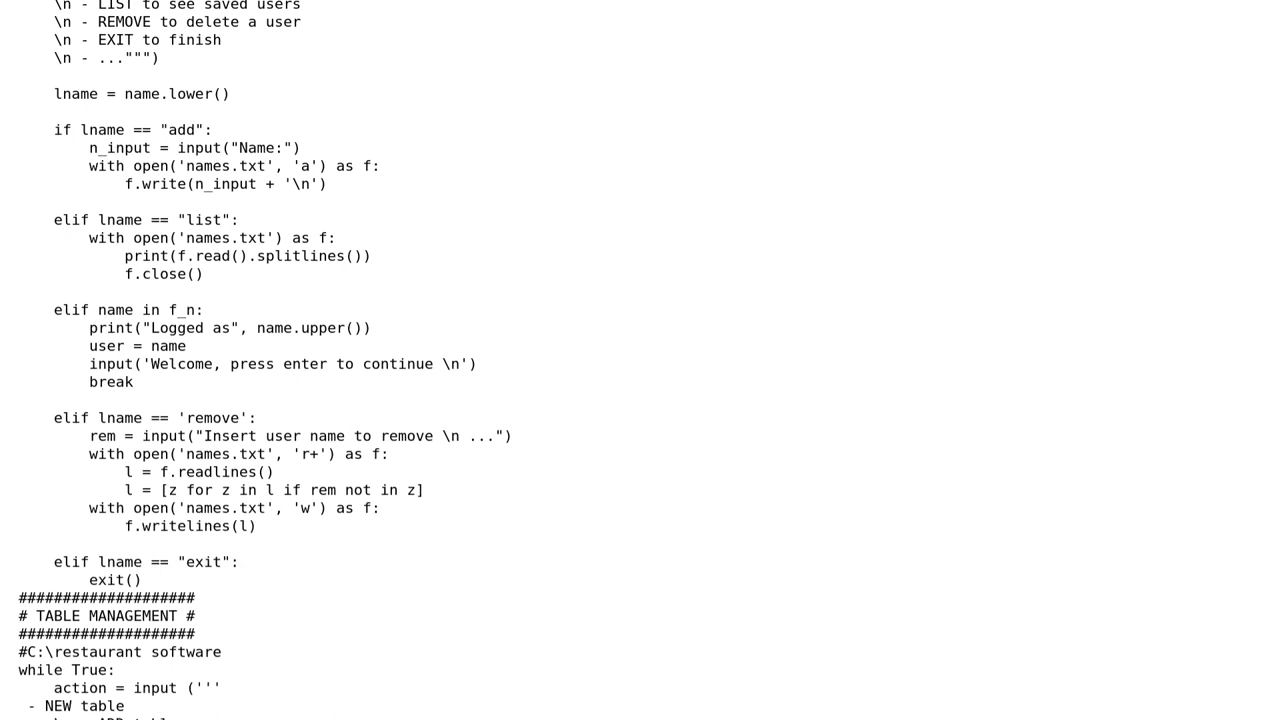 \n - LIST to see saved users
\n - REMOVE to delete a user
\n - EXIT to finish
\n - ...""")
lname = name.lower()
if lname == "add":
n_input = input("Name:")
with open('names.txt', 'a') as f:
f.write(n_input + '\n')
elif lname == "list":
with open('names.txt') as f:
print(f.read().splitlines())
f.close()
elif name in f_n:
print("Logged as", name.upper())
user = name
input('Welcome, press enter to continue \n')
break
elif lname == 'remove':
rem = input("Insert user name to remove \n ...")
with open('names.txt', 'r+') as f:
l = f.readlines()
l = [z for z in l if rem not in z]
with open('names.txt', 'w') as f:
f.writelines(l)
elif lname == "exit":
exit()
####################
# TABLE MANAGEMENT #
####################
#C:\restaurant software
while True:
action = input ('''
- NEW table